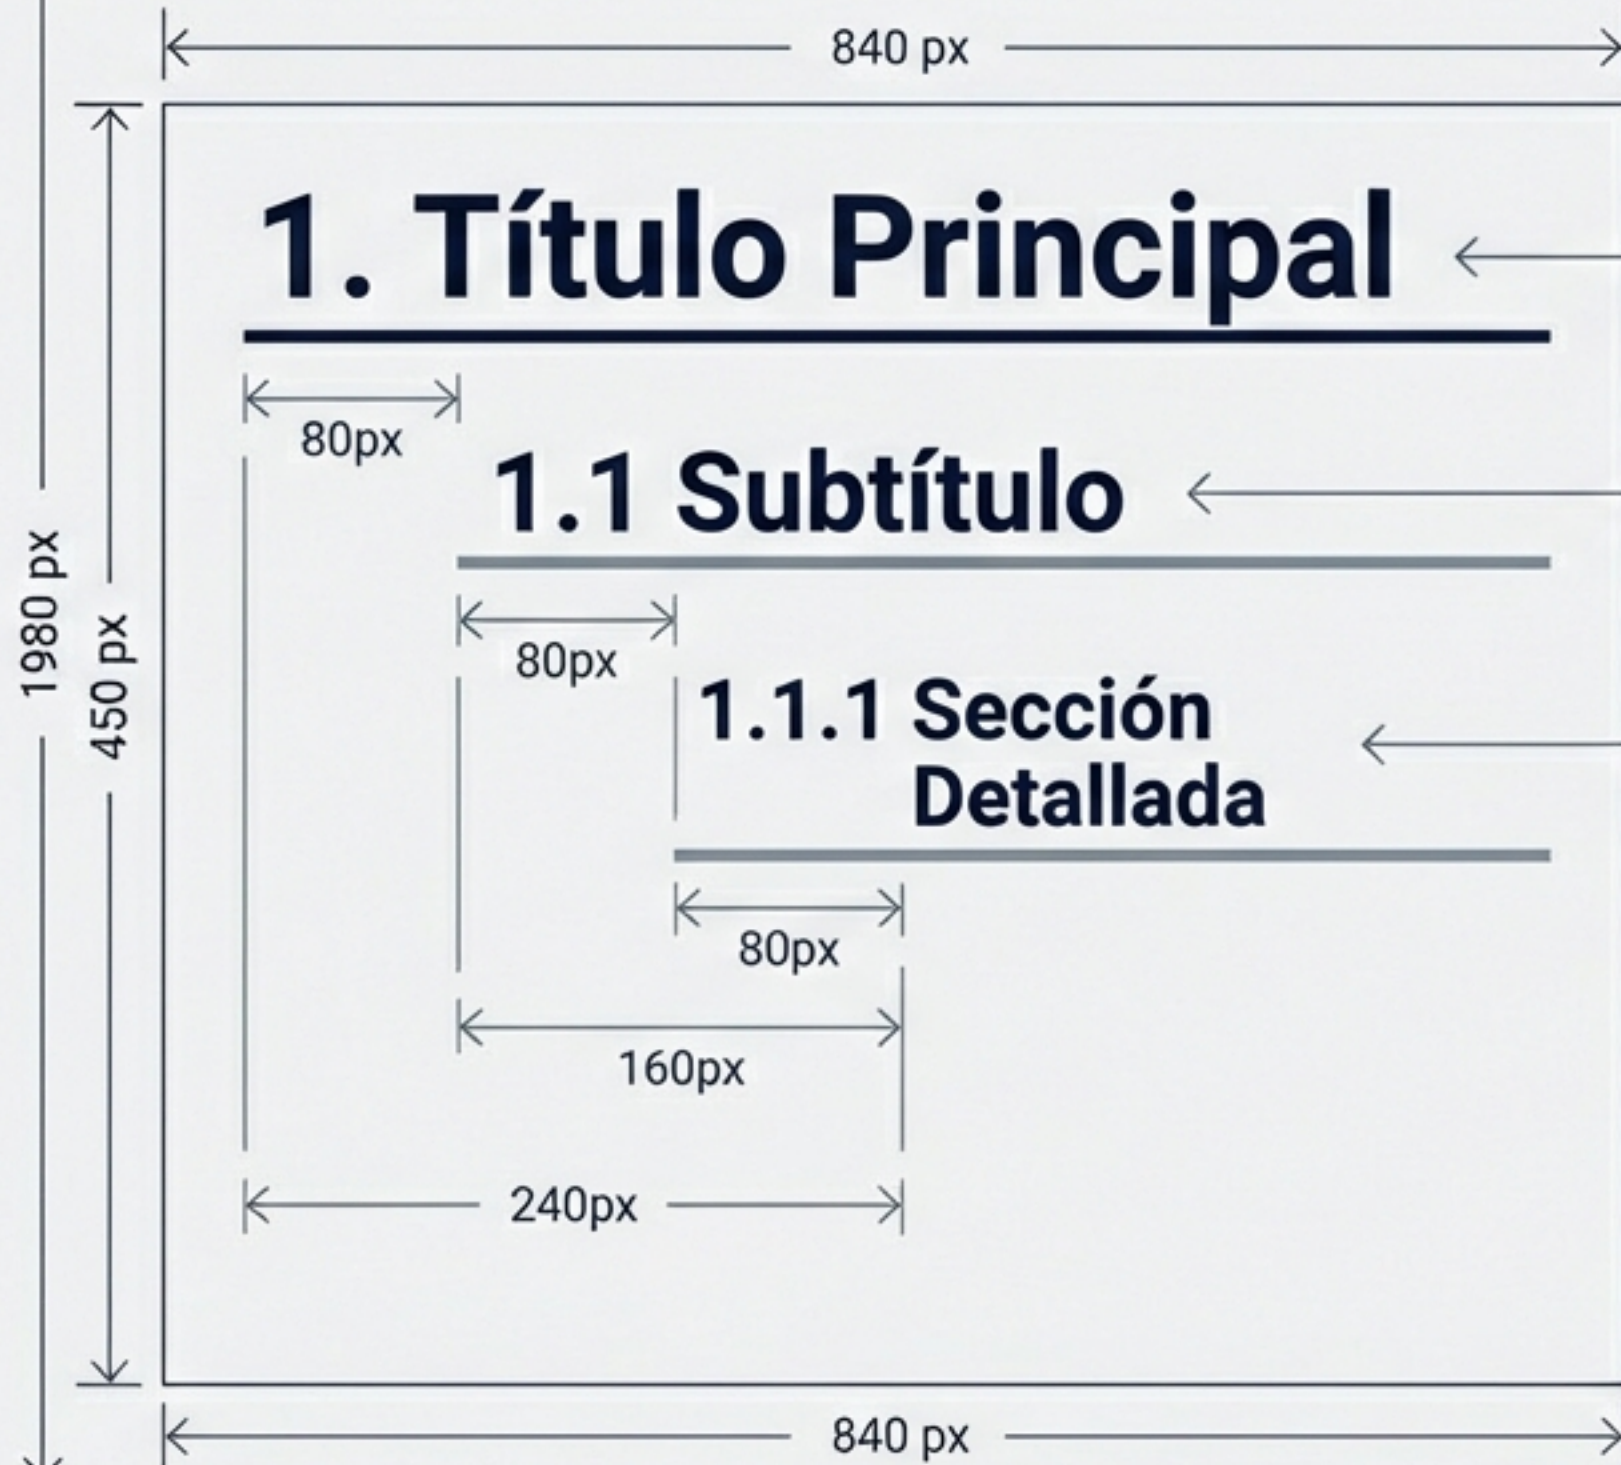 840 px
1. Título Principal
80px
1.1 Subtítulo
1980 px
450 px
80px
1.1.1 Sección
Detallada
80px
160px
240px
840 px